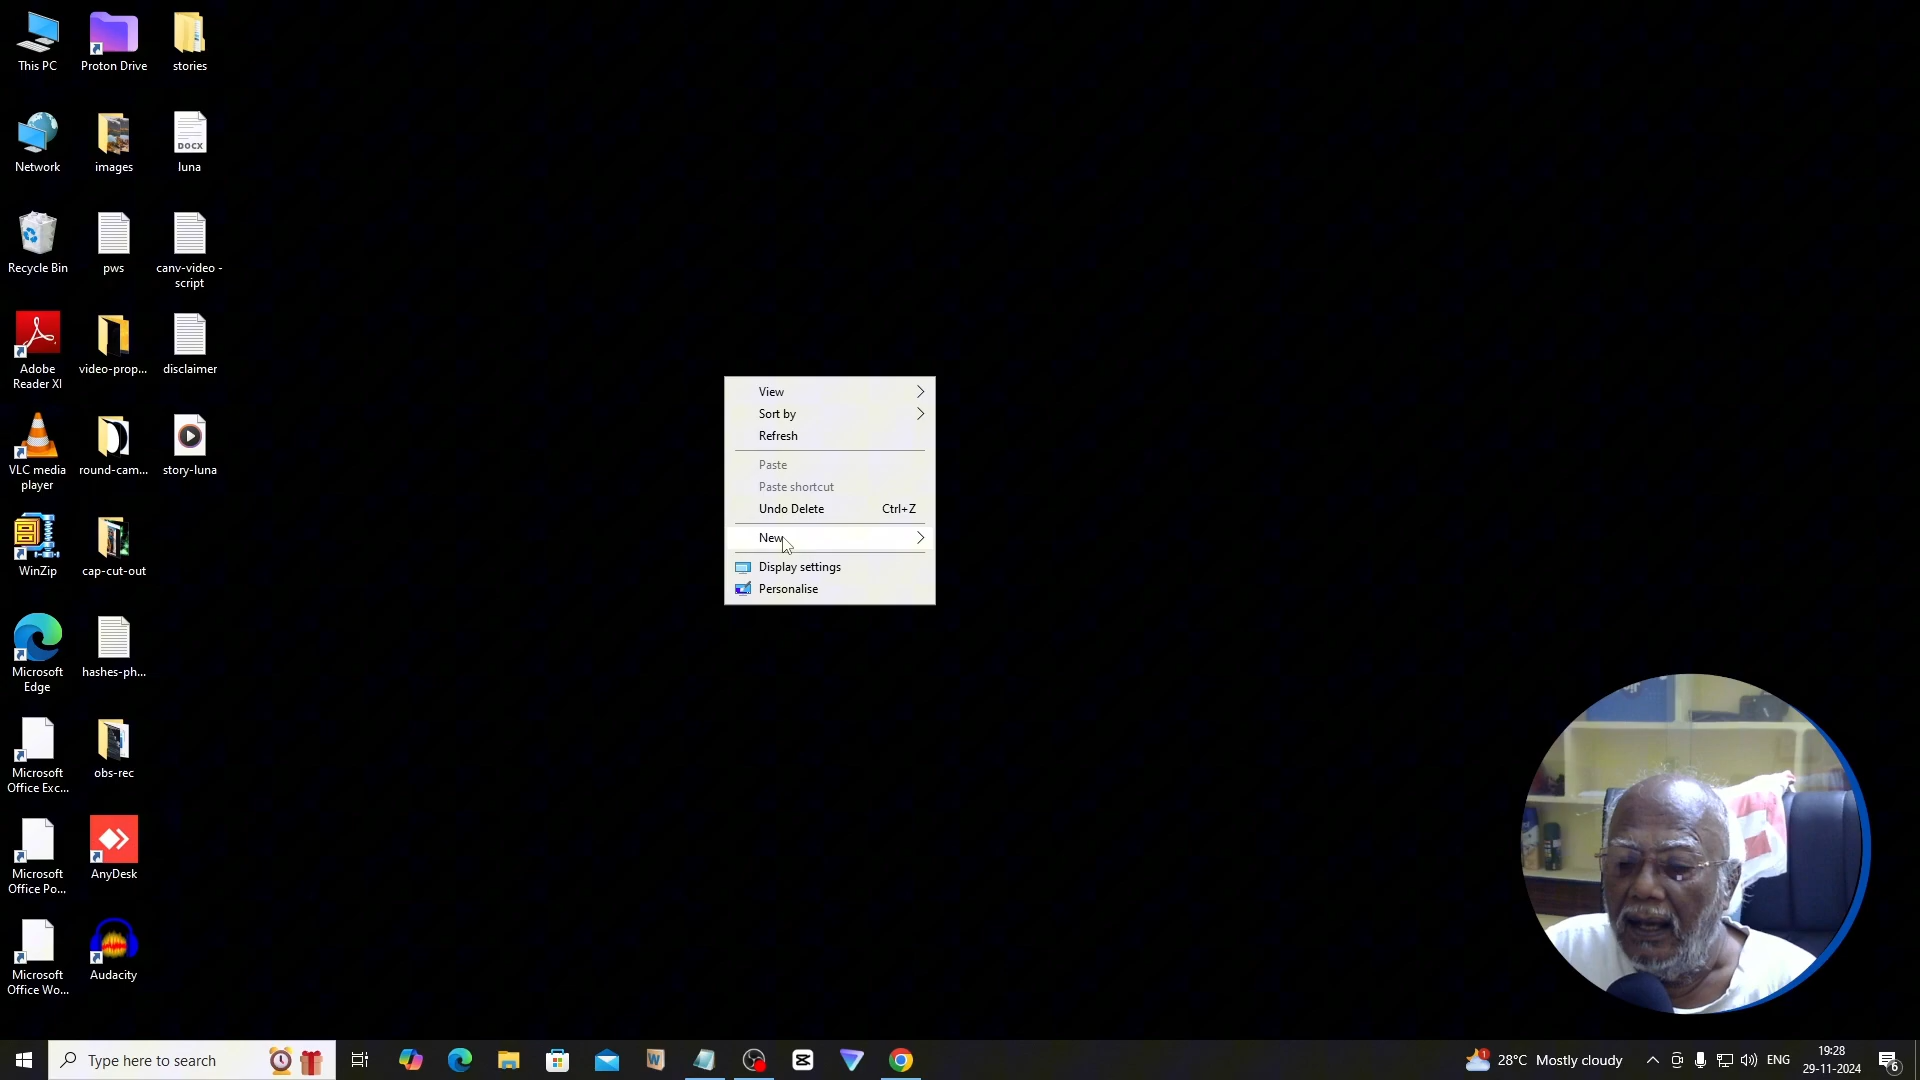 This PC
Proton Drive
stories
Network
images
DOCX
luna
Recycle Bin
pws
canv-video -
script
Adobe
Reader XI
video-prop...
disclaimer
VLC media
player
round-cam...
story-luna
WinZip
cap-cut-out
Microsoft
Edge
hashes-ph...
Microsoft
Office Exc...
obs-rec
Microsoft
Office Po...
AnyDesk
Microsoft
Office Wo...
Audacity
View
Sort by
Refresh
Paste
Paste shortcut
Undo Delete Ctrl+Z
New
Display settings
Personalise
Type here to search
1
28°C Mostly cloudy
ENG
19:28
29-11-2024
6